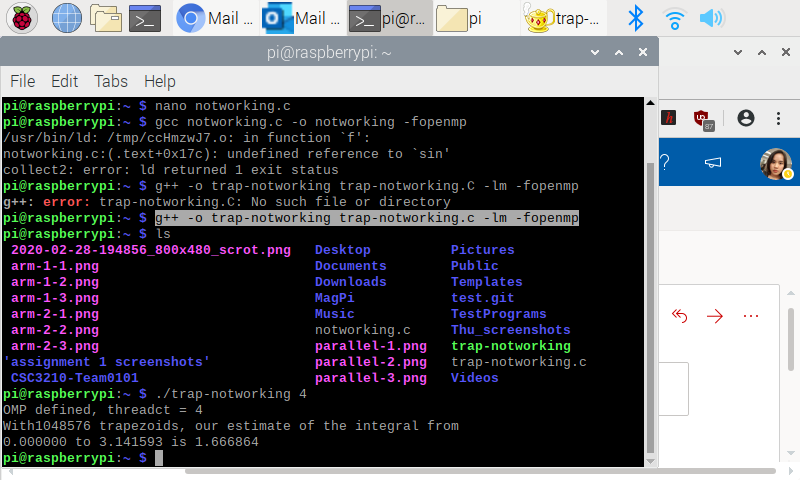 Mail ...
Mail ...
pi@r...
pi
trap-...
pi@raspberrypi: ~
File Edit Tabs Help
pi@raspberrypi:~ $ nano notworking.c
pi@raspberrypi:~ $ gcc notworking.c -o notworking -fopenmp
/usr/bin/ld: /tmp/ccHmzwJ7.o: in function `f':
notworking.c:(.text+0x17c): undefined reference to `sin'
collect2: error: ld returned 1 exit status
pi@raspberrypi:~ $ g++ -o trap-notworking trap-notworking.C -lm -fopenmp
g++: error: trap-notworking.C: No such file or directory
pi@raspberrypi:~ $ g++ -o trap-notworking trap-notworking.c -lm -fopenmp
pi@raspberrypi:~ $ ls
2020-02-28-194856_800x480_scrot.png Desktop Pictures
arm-1-1.png Documents Public
arm-1-2.png Downloads Templates
arm-1-3.png MagPi test.git
arm-2-1.png Music TestPrograms
arm-2-2.png notworking.c Thu_screenshots
arm-2-3.png parallel-1.png trap-notworking
'assignment 1 screenshots' parallel-2.png trap-notworking.c
CSC3210-Team0101 parallel-3.png Videos
pi@raspberrypi:~ $ ./trap-notworking 4
OMP defined, threadct = 4
With1048576 trapezoids, our estimate of the integral from
0.000000 to 3.141593 is 1.666864
pi@raspberrypi:~ $
h
87
?